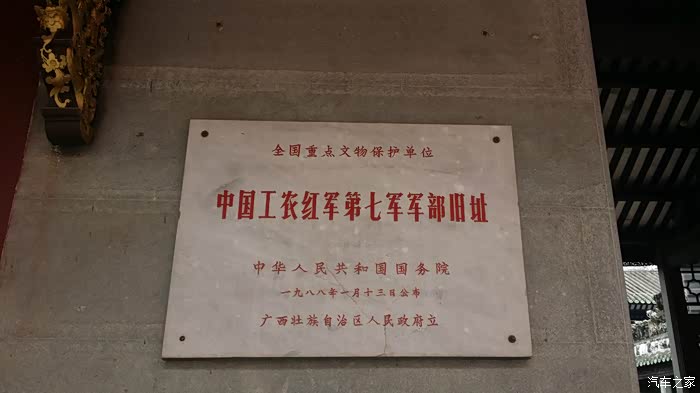 全国重点文物保护单位
中国工农红军第七军军部旧址
中华人民共和国国务院
一九八八年一月十三日公布
广西壮族自治区人民政府立
汽车之家